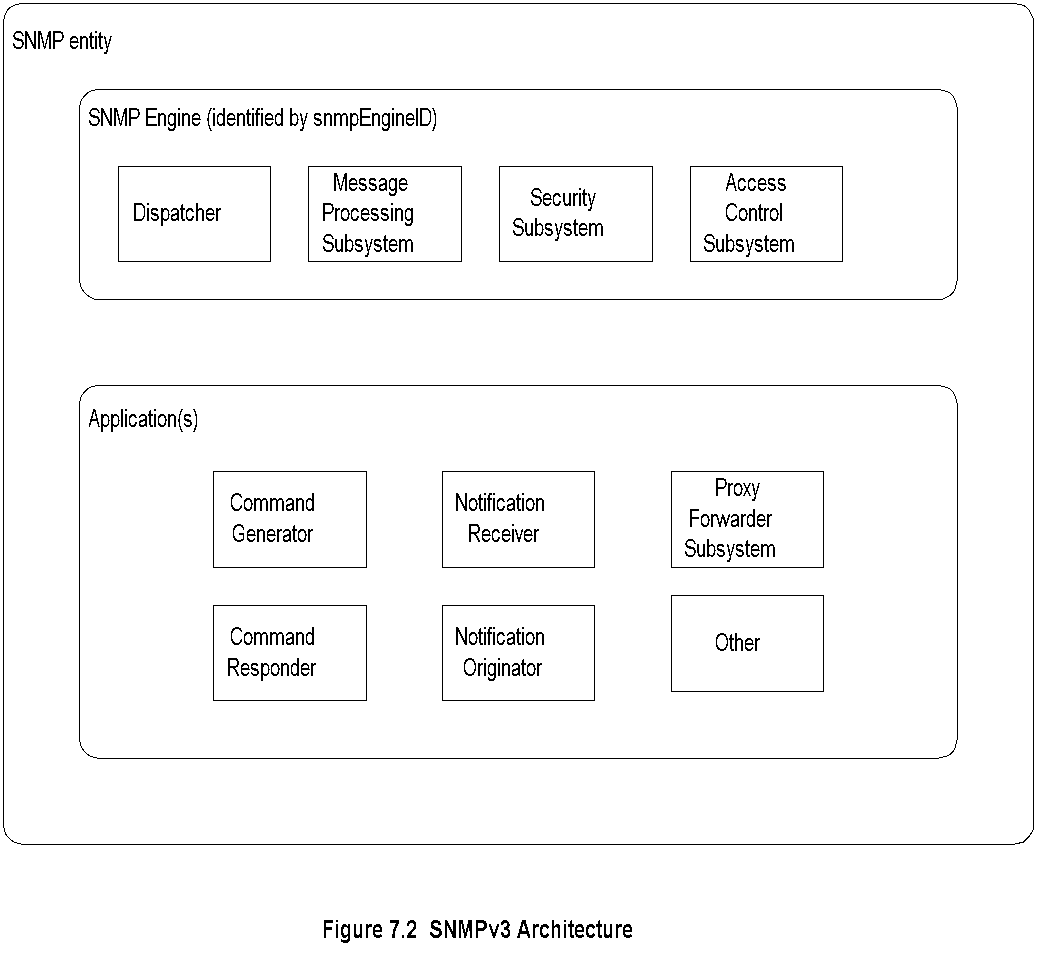 SNMP entity
SNMP Engine (identified by snmpEngineID)
Dispatcher
Message
Processing
Subsystem
Security
Subsystem
Access
Control
Subsystem
Application(s)
Command
Generator
Notification
Receiver
Proxy
Forwarder
Subsystem
Command
Responder
Notification
Originator
Other
Figure 7.2 SNMPv3 Architecture